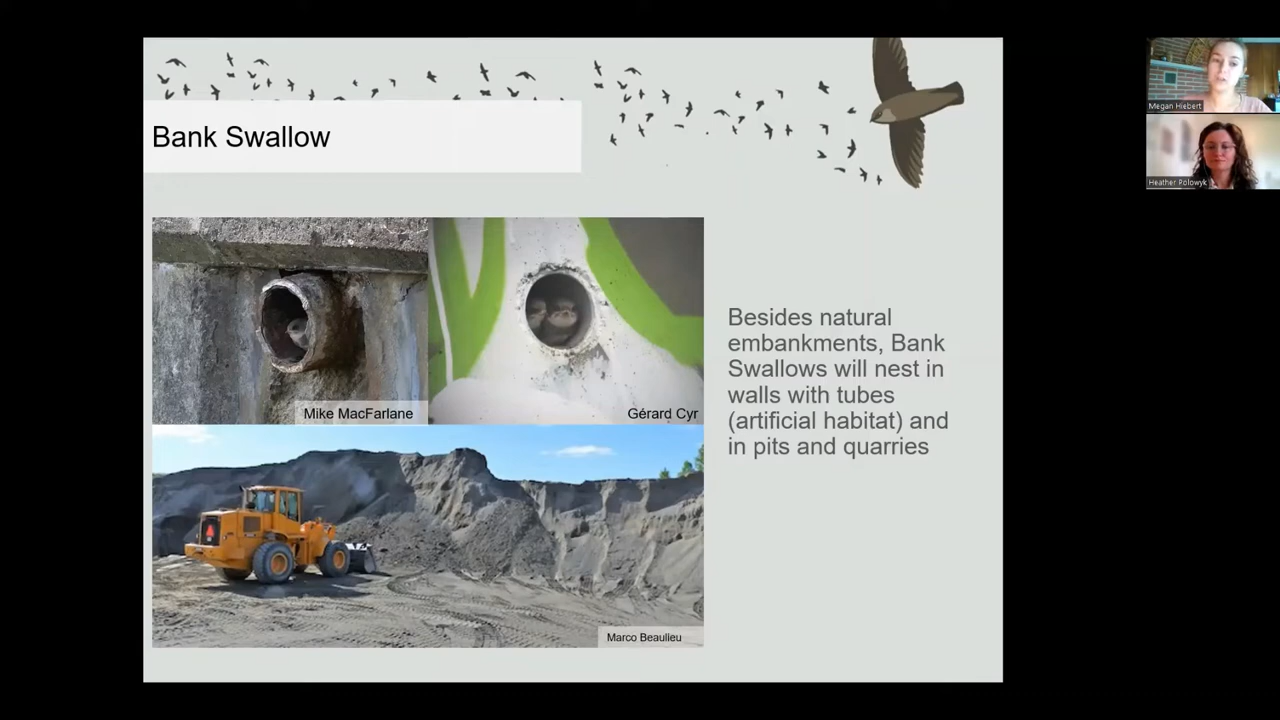 Bank Swallow
Mike MacFarlane
Gérard Cyr
Marco Beaulieu
Besides natural
embankments, Bank
Swallows will nest in
walls with tubes
(artificial habitat) and
in pits and quarries
Megan Hiebert
Heather Polowyk